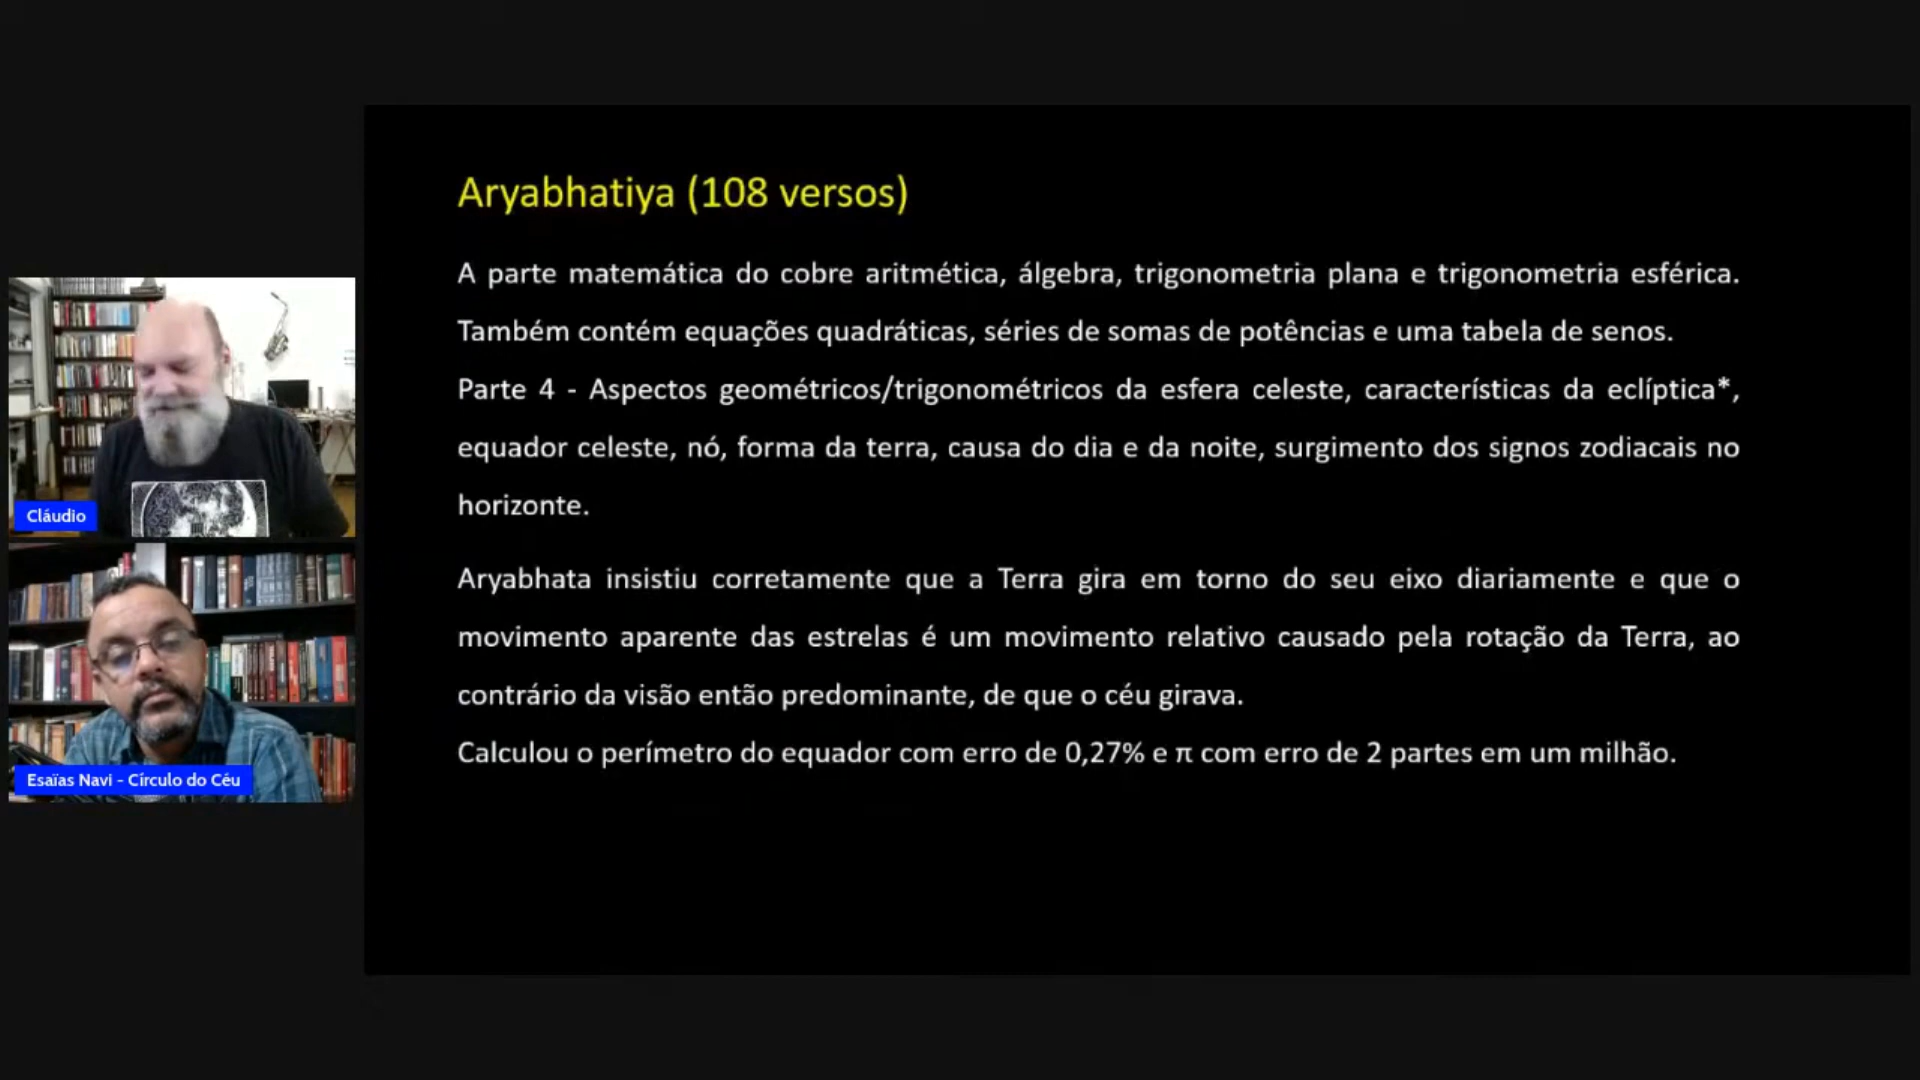 Aryabhatiya (108 versos)
A parte matemática do cobre aritmética, álgebra, trigonometria plana e trigonometria esférica.
Também contém equações quadráticas, séries de somas de potências e uma tabela de senos.
Parte 4 - Aspectos geométricos/trigonométricos da esfera celeste, características da eclíptica*,
equador celeste, nó, forma da terra, causa do dia e da noite, surgimento dos signos zodiacais no
horizonte.
Aryabhata insistiu corretamente que a Terra gira em torno do seu eixo diariamente e que o
movimento aparente das estrelas é um movimento relativo causado pela rotação da Terra, ao
contrário da visão então predominante, de que o céu girava.
Calculou o perímetro do equador com erro de 0,27% e π com erro de 2 partes em um milhão.
Cláudio
Esaïas Navi - Círculo do Céu